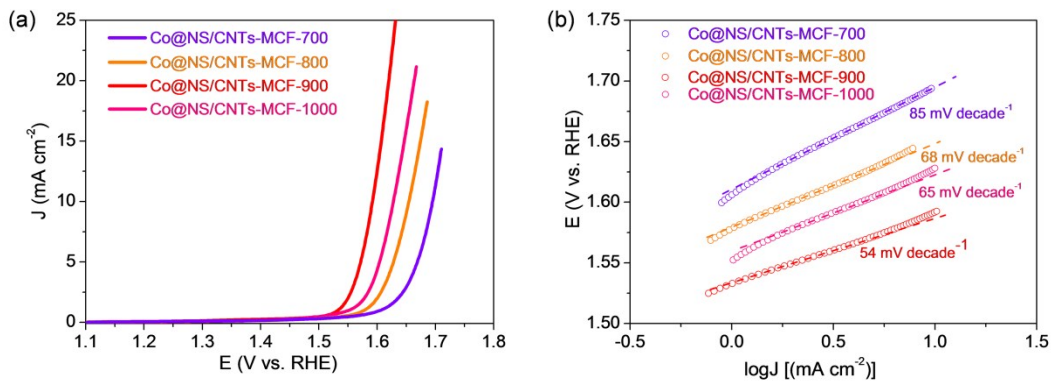 (a)
J (mA cm⁻²)
25
20
15
10
5
0
Co@NS/CNTs-MCF-700
Co@NS/CNTs-MCF-800
Co@NS/CNTs-MCF-900
Co@NS/CNTs-MCF-1000
1.1 1.2 1.3 1.4 1.5 1.6 1.7 1.8
E (V vs. RHE)
(b)
E (V vs. RHE)
1.75
1.70
1.65
1.60
1.55
1.50
Co@NS/CNTs-MCF-700
Co@NS/CNTs-MCF-800
Co@NS/CNTs-MCF-900
Co@NS/CNTs-MCF-1000
85 mV decade⁻¹
68 mV decade⁻¹
65 mV decade⁻¹
54 mV decade⁻¹
-0.5 0.0 0.5 1.0 1.5
logJ [(mA cm⁻²)]